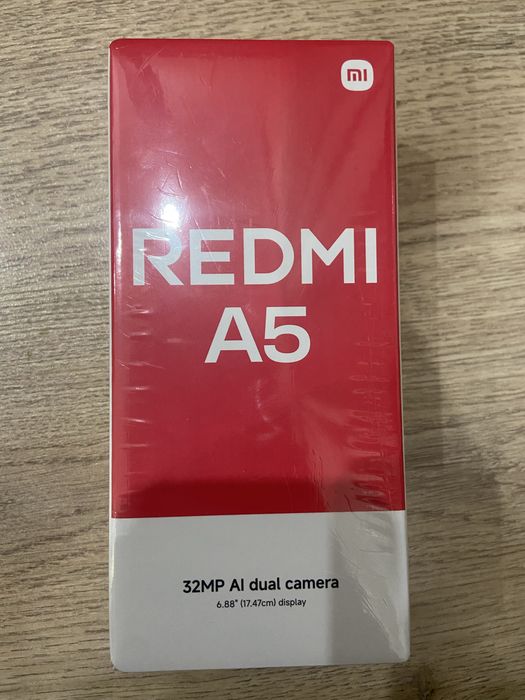 mi
REDMI
A5
32MP AI dual camera
6.88" (17.47cm) display